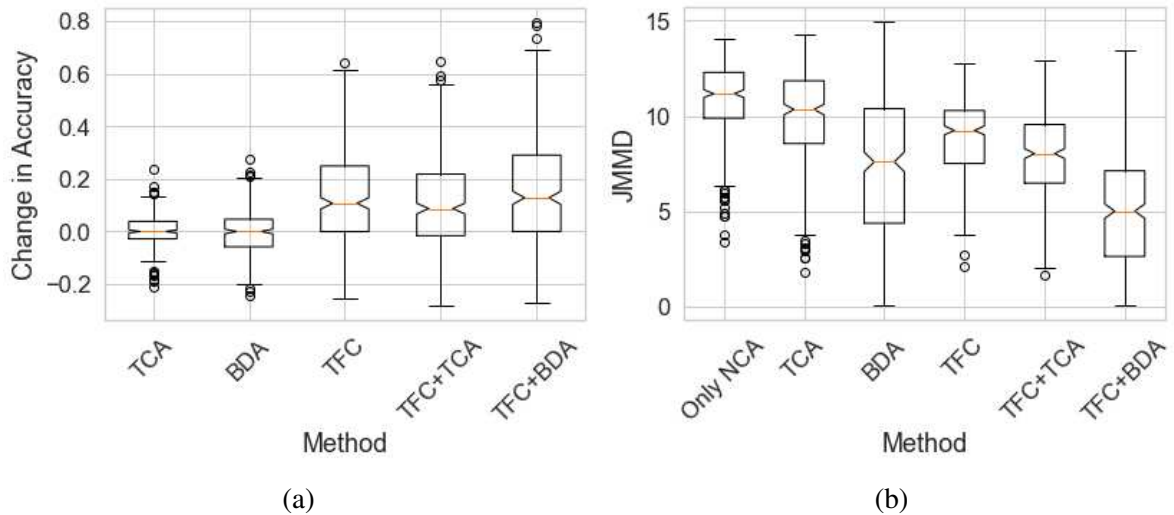 Change in Accuracy
0.8
0.6
0.4
0.2
0.0
−0.2
TCA
BDA
TFC
TFC+TCA
TFC+BDA
Method
(a)
JMMD
15
10
5
0
Only NCA
TCA
BDA
TFC
TFC+TCA
TFC+BDA
Method
(b)